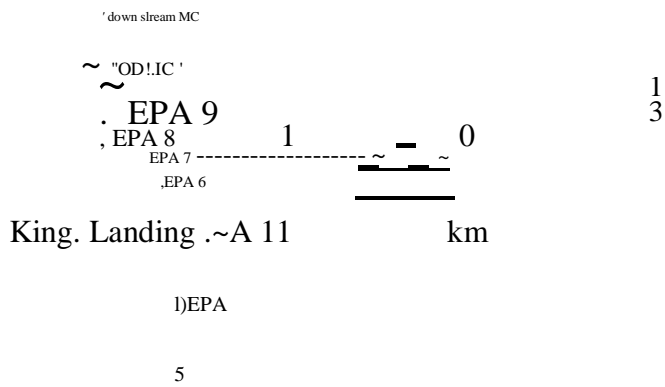 ′ down slream MC
~ "OD!.IC '
~
. EPA 9
1
3
, EPA 8 1 0
EPA 7 ------------------ ~ ~
,EPA 6
King. Landing .~A 11 km
l)EPA
5